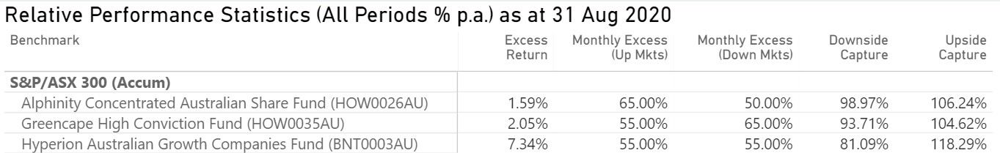 Relative Performance Statistics (All Periods % p.a.) as at 31 Aug 2020
Benchmark Excess Return Monthly Excess (Up Mkts) Monthly Excess (Down Mkts) Downside Capture Upside Capture
S&P/ASX 300 (Accum)
Alphinity Concentrated Australian Share Fund (HOW0026AU) 1.59% 65.00% 50.00% 98.97% 106.24%
Greencape High Conviction Fund (HOW0035AU) 2.05% 55.00% 65.00% 93.71% 104.62%
Hyperion Australian Growth Companies Fund (BNT0003AU) 7.34% 55.00% 55.00% 81.09% 118.29%